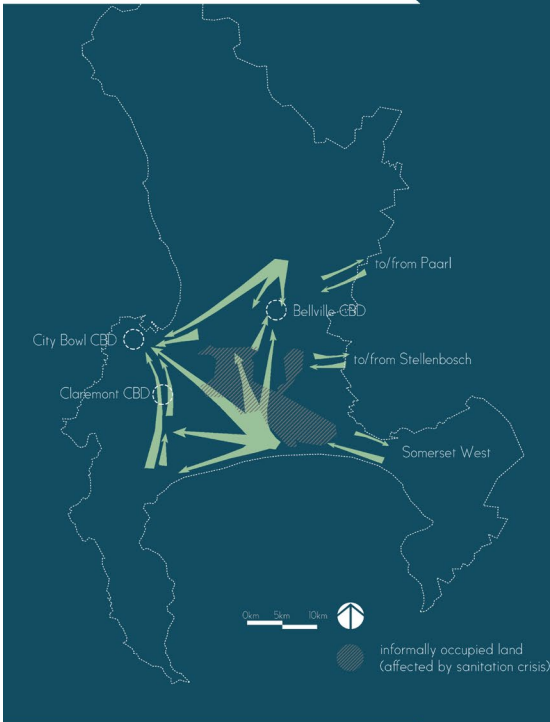 to/from Paarl
Bellville CBD
City Bowl CBD
to/from Stellenbosch
Claremont CBD
Somerset West
0km 5km 10km
informally occupied land
(affected by sanitation crisis)